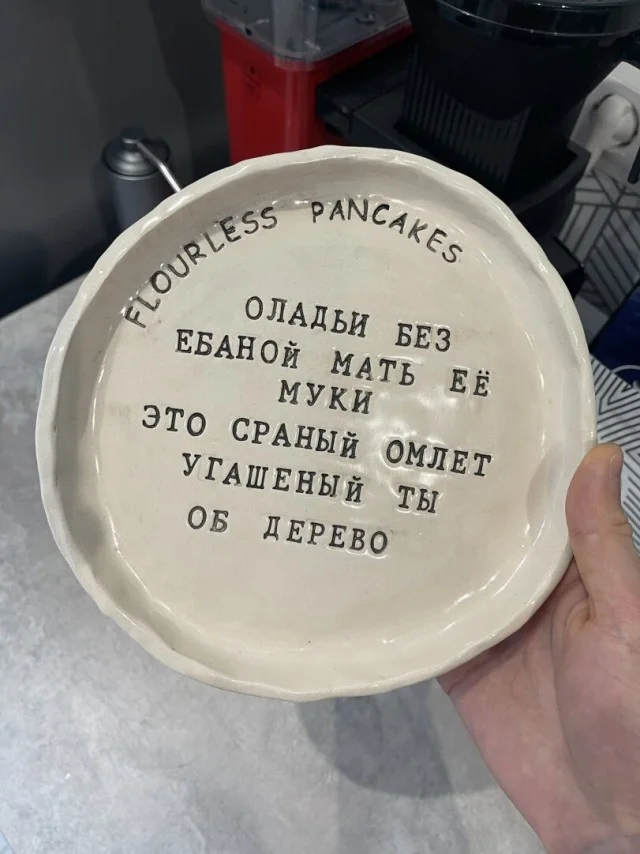 FLOURLESS PANCAKES
ОЛАДЬИ БЕЗ
ЕБАНОЙ МАТЬ ЕЁ
МУКИ
ЭТО СРАНЫЙ ОМЛЕТ
УГАШЕНЫЙ ТЫ
ОБ ДЕРЕВО